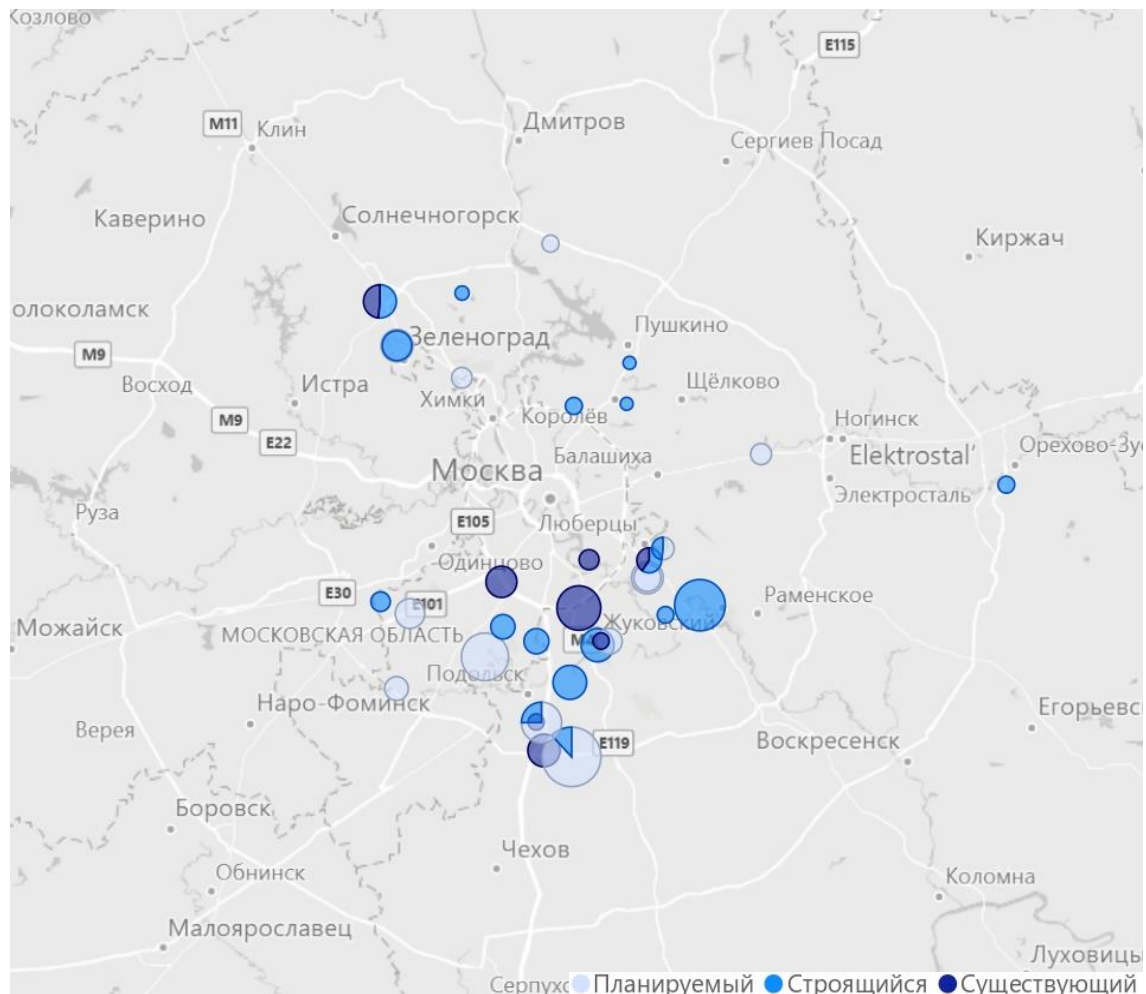 Козлово
E115
M11
Клин
Дмитров
Сергиев Посад
Каверино
Солнечногорск
Киржач
олоколамск
M9
Зеленоград
Пушкино
Восход
Истра
Химки
Щёлково
Королёв
M9
E22
Ногинск
Москва
Балашиха
Elektrostal’
Орехово-Зуе
Электросталь
Руза
E105
Люберцы
Одинцово
E30
E101
Раменское
Можайск
МОСКОВСКАЯ ОБЛАСТЬ
Жуковский
Подольск
Наро-Фоминск
Верея
E119
Воскресенск
Егорьевс
Боровск
Чехов
Обнинск
Коломна
Малоярославец
Луховицы
Серпухо
Планируемый
Строящийся
Существующий